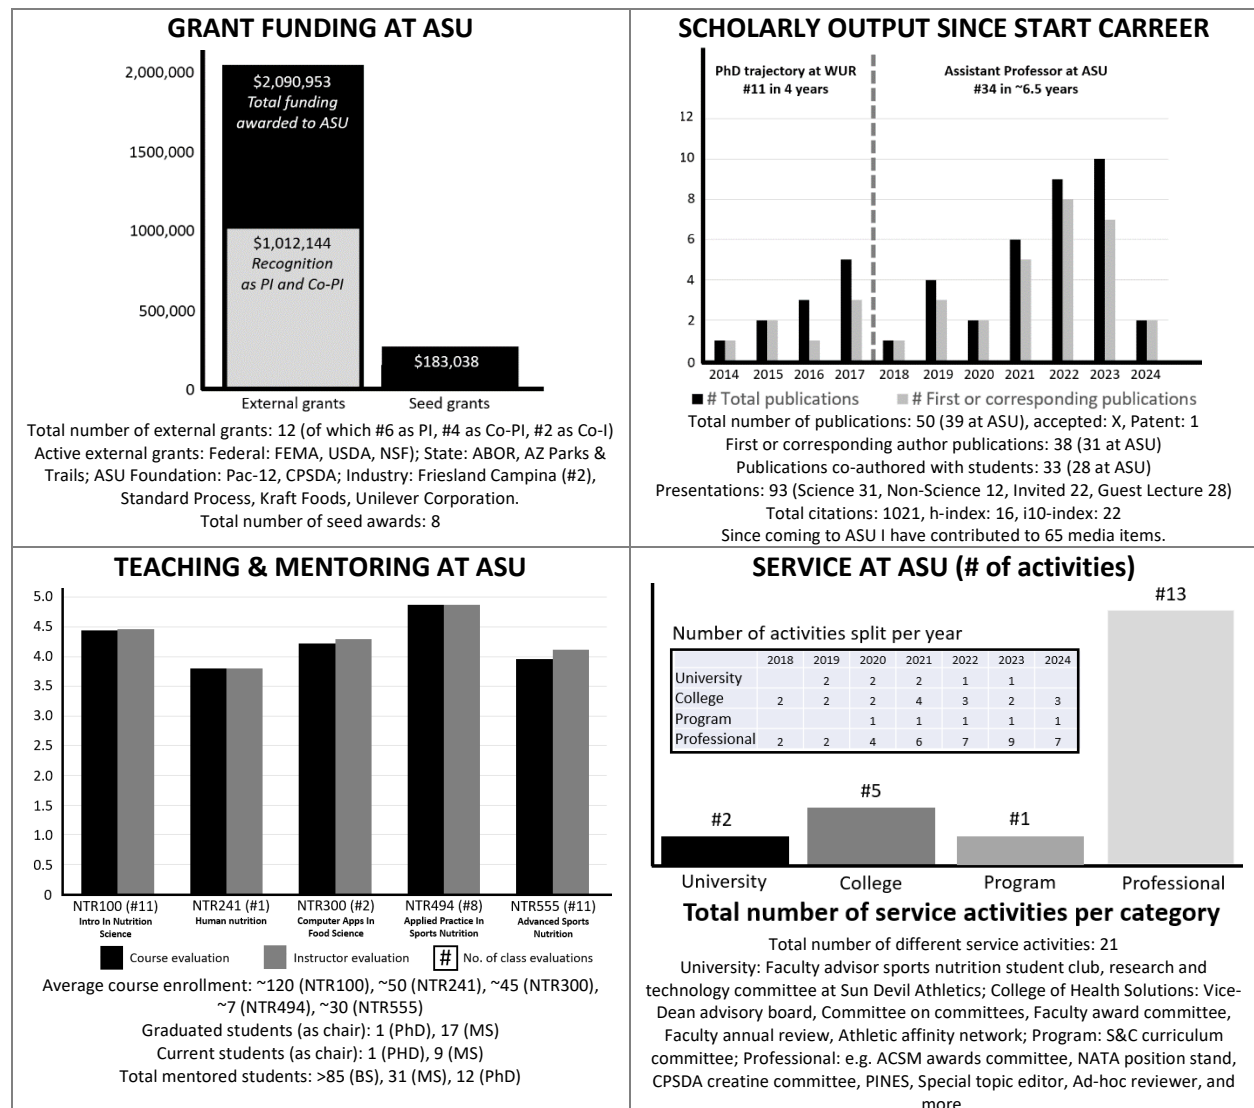 GRANT FUNDING AT ASU
2,000,000
1500,000
1000,000
500,000
0
$2,090,953
Total funding
awarded to ASU
$1,012,144
Recognition
as PI and Co-PI
$183,038
External grants
Seed grants
Total number of external grants: 12 (of which #6 as PI, #4 as Co-PI, #2 as Co-I)
Active external grants: Federal: FEMA, USDA, NSF); State: ABOR, AZ Parks &
Trails; ASU Foundation: Pac-12, CPSDA; Industry: Friesland Campina (#2),
Standard Process, Kraft Foods, Unilever Corporation.
Total number of seed awards: 8
SCHOLARLY OUTPUT SINCE START CARREER
PhD trajectory at WUR
#11 in 4 years
Assistant Professor at ASU
#34 in ~6.5 years
12
10
8
6
4
2
0
2014 2015 2016 2017 2018 2019 2020 2021 2022 2023 2024
# Total publications # First or corresponding publications
Total number of publications: 50 (39 at ASU), accepted: X, Patent: 1
First or corresponding author publications: 38 (31 at ASU)
Publications co-authored with students: 33 (28 at ASU)
Presentations: 93 (Science 31, Non-Science 12, Invited 22, Guest Lecture 28)
Total citations: 1021, h-index: 16, i10-index: 22
Since coming to ASU I have contributed to 65 media items.
TEACHING & MENTORING AT ASU
5.0
4.5
4.0
3.5
3.0
2.5
2.0
1.5
1.0
0.5
0
NTR100 (#11) NTR241 (#1) NTR300 (#2) NTR494 (#8) NTR555 (#11)
Intro In Nutrition Human nutrition Computer Apps In Applied Practice In Advanced Sports
Science Food Science Sports Nutrition Nutrition
Course evaluation Instructor evaluation # No. of class evaluations
Average course enrollment: ~120 (NTR100), ~50 (NTR241), ~45 (NTR300),
~7 (NTR494), ~30 (NTR555)
Graduated students (as chair): 1 (PhD), 17 (MS)
Current students (as chair): 1 (PHD), 9 (MS)
Total mentored students: >85 (BS), 31 (MS), 12 (PhD)
SERVICE AT ASU (# of activities)
#13
Number of activities split per year
2018 2019 2020 2021 2022 2023 2024
University 2 2 2 1 1
College 2 2 2 4 3 2 3
Program 1 1 1 1 1
Professional 2 2 4 6 7 9 7
#2
#5
#1
University College Program Professional
Total number of service activities per category
Total number of different service activities: 21
University: Faculty advisor sports nutrition student club, research and
technology committee at Sun Devil Athletics; College of Health Solutions: Vice-
Dean advisory board, Committee on committees, Faculty award committee,
Faculty annual review, Athletic affinity network; Program: S&C curriculum
committee; Professional: e.g. ACSM awards committee, NATA position stand,
CPSDA creatine committee, PINES, Special topic editor, Ad-hoc reviewer, and
more